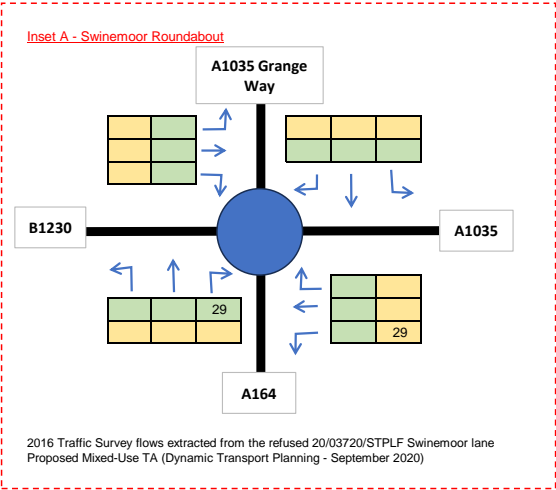 Inset A - Swinemoor Roundabout
A1035 Grange
Way
B1230
A1035
29
29
A164
2016 Traffic Survey flows extracted from the refused 20/03720/STPLF Swinemoor lane
Proposed Mixed-Use TA (Dynamic Transport Planning - September 2020)